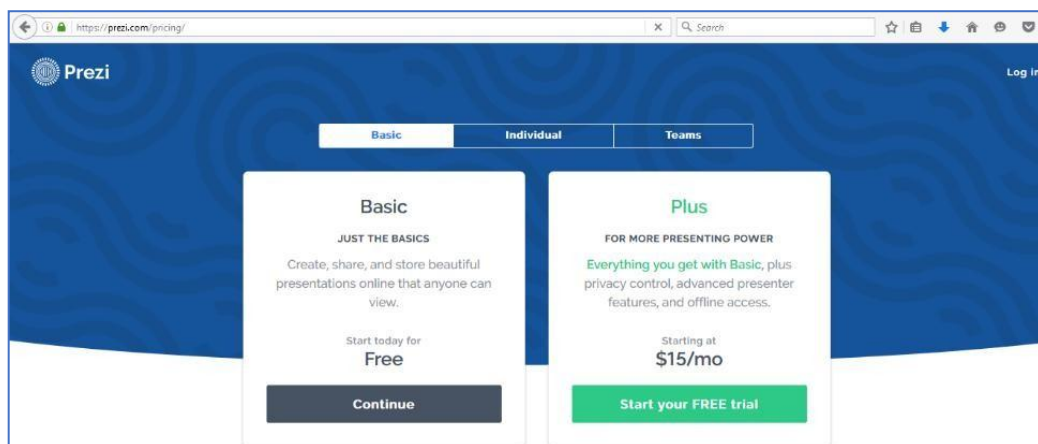 https://prezi.com/pricing/
Search
Prezi
Log in
Basic Individual Teams
Basic
JUST THE BASICS
Create, share, and store beautiful
presentations online that anyone can
view.
Start today for
Free
Continue
Plus
FOR MORE PRESENTING POWER
Everything you get with Basic, plus
privacy control, advanced presenter
features, and offline access.
Starting at
$15/mo
Start your FREE trial